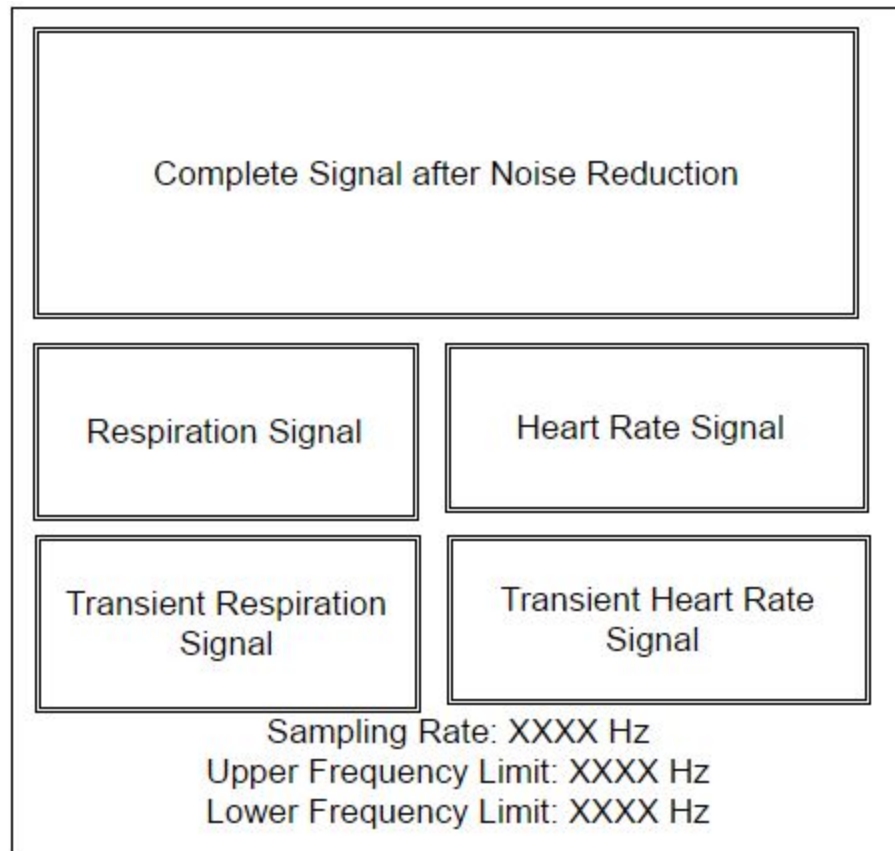 Complete Signal after Noise Reduction
Respiration Signal
Heart Rate Signal
Transient Respiration
Signal
Transient Heart Rate
Signal
Sampling Rate: XXXX Hz
Upper Frequency Limit: XXXX Hz
Lower Frequency Limit: XXXX Hz